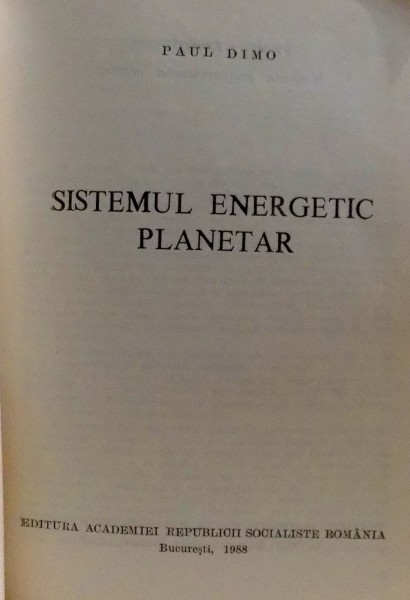 PAUL DIMO
SISTEMUL ENERGETIC
PLANETAR
EDITURA ACADEMIEI REPUBLICII SOCIALISTE ROMÂNIA
București, 1988